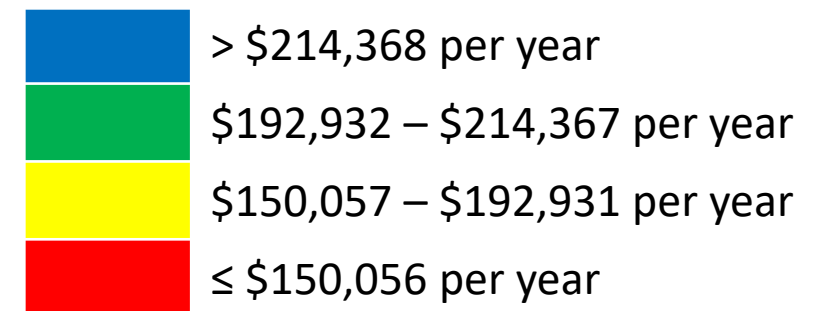 > $214,368 per year
$192,932 – $214,367 per year
$150,057 – $192,931 per year
≤ $150,056 per year